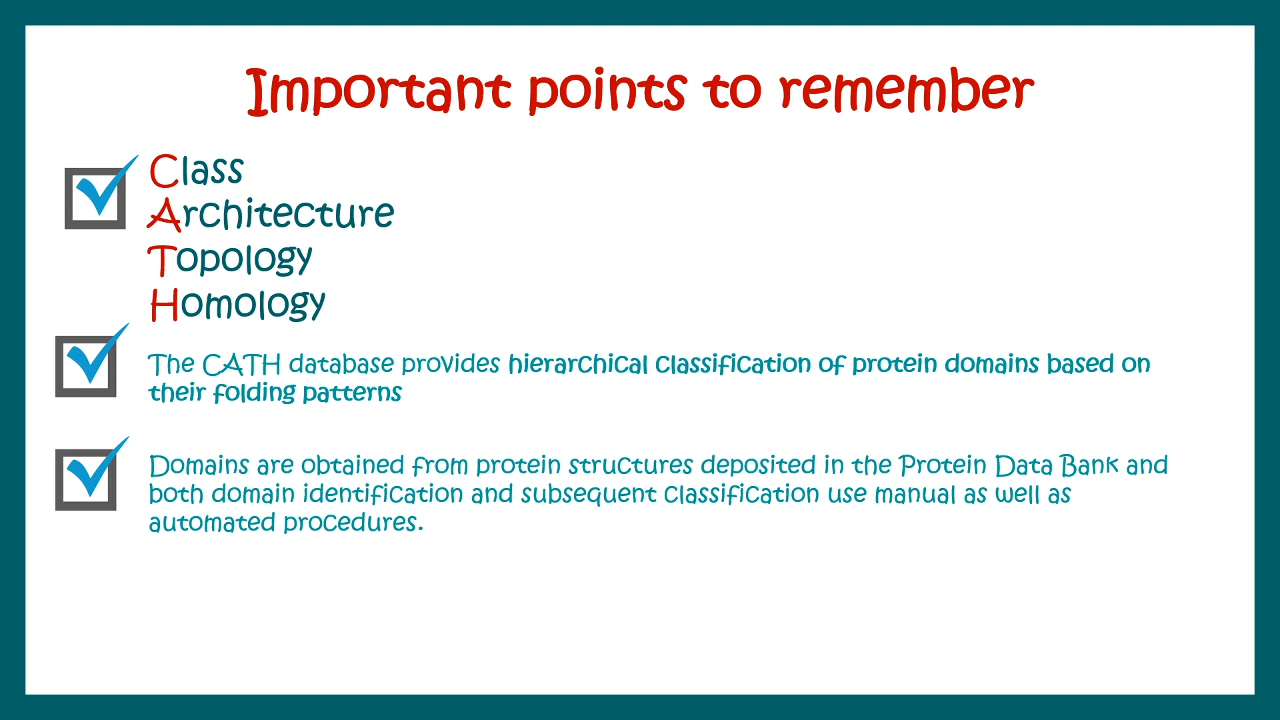 Important points to remember
Class
Architecture
Topology
Homology
The CATH database provides hierarchical classification of protein domains based on
their folding patterns
Domains are obtained from protein structures deposited in the Protein Data Bank and
both domain identification and subsequent classification use manual as well as
automated procedures.